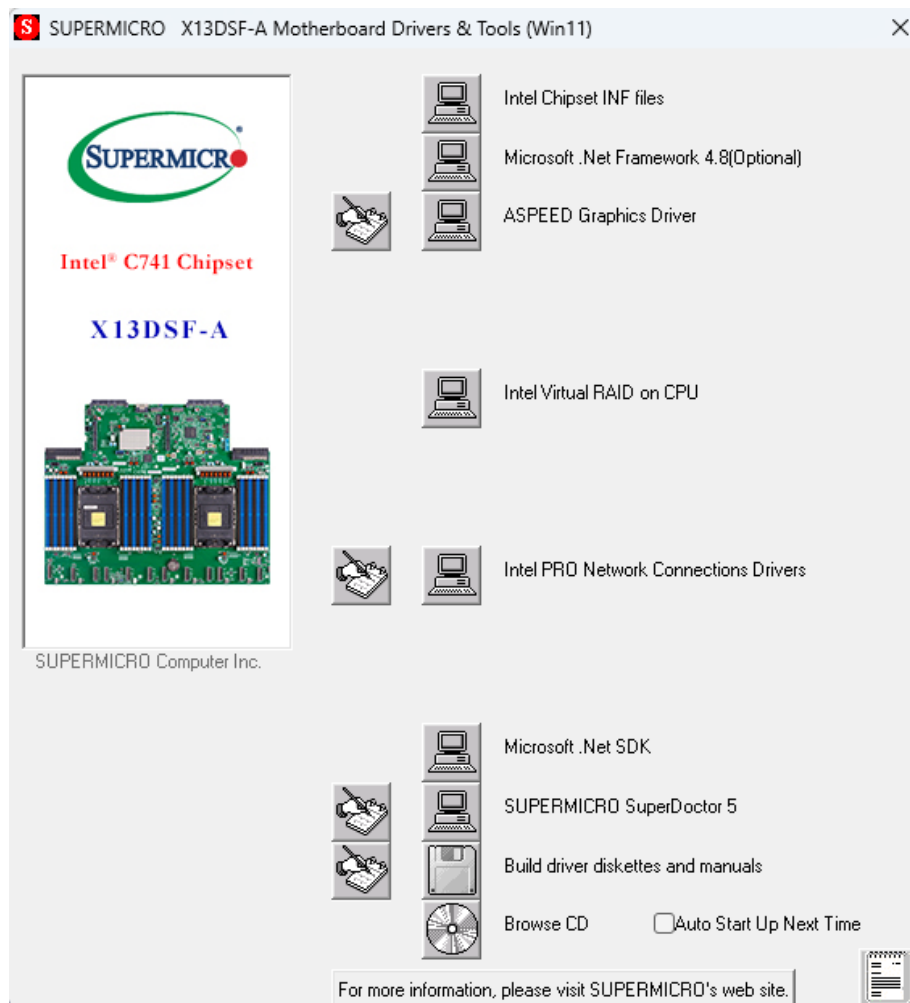 SUPERMICRO X13DSF-A Motherboard Drivers & Tools (Win11)
SUPERMICR
Intel® C741 Chipset
X13DSF-A
SUPERMICRO Computer Inc.
Intel Chipset INF files
Microsoft .Net Framework 4.8(Optional)
ASPEED Graphics Driver
Intel Virtual RAID on CPU
Intel PRO Network Connections Drivers
Microsoft .Net SDK
SUPERMICRO SuperDoctor 5
Build driver diskettes and manuals
Browse CD
Auto Start Up Next Time
For more information, please visit SUPERMICRO's web site.